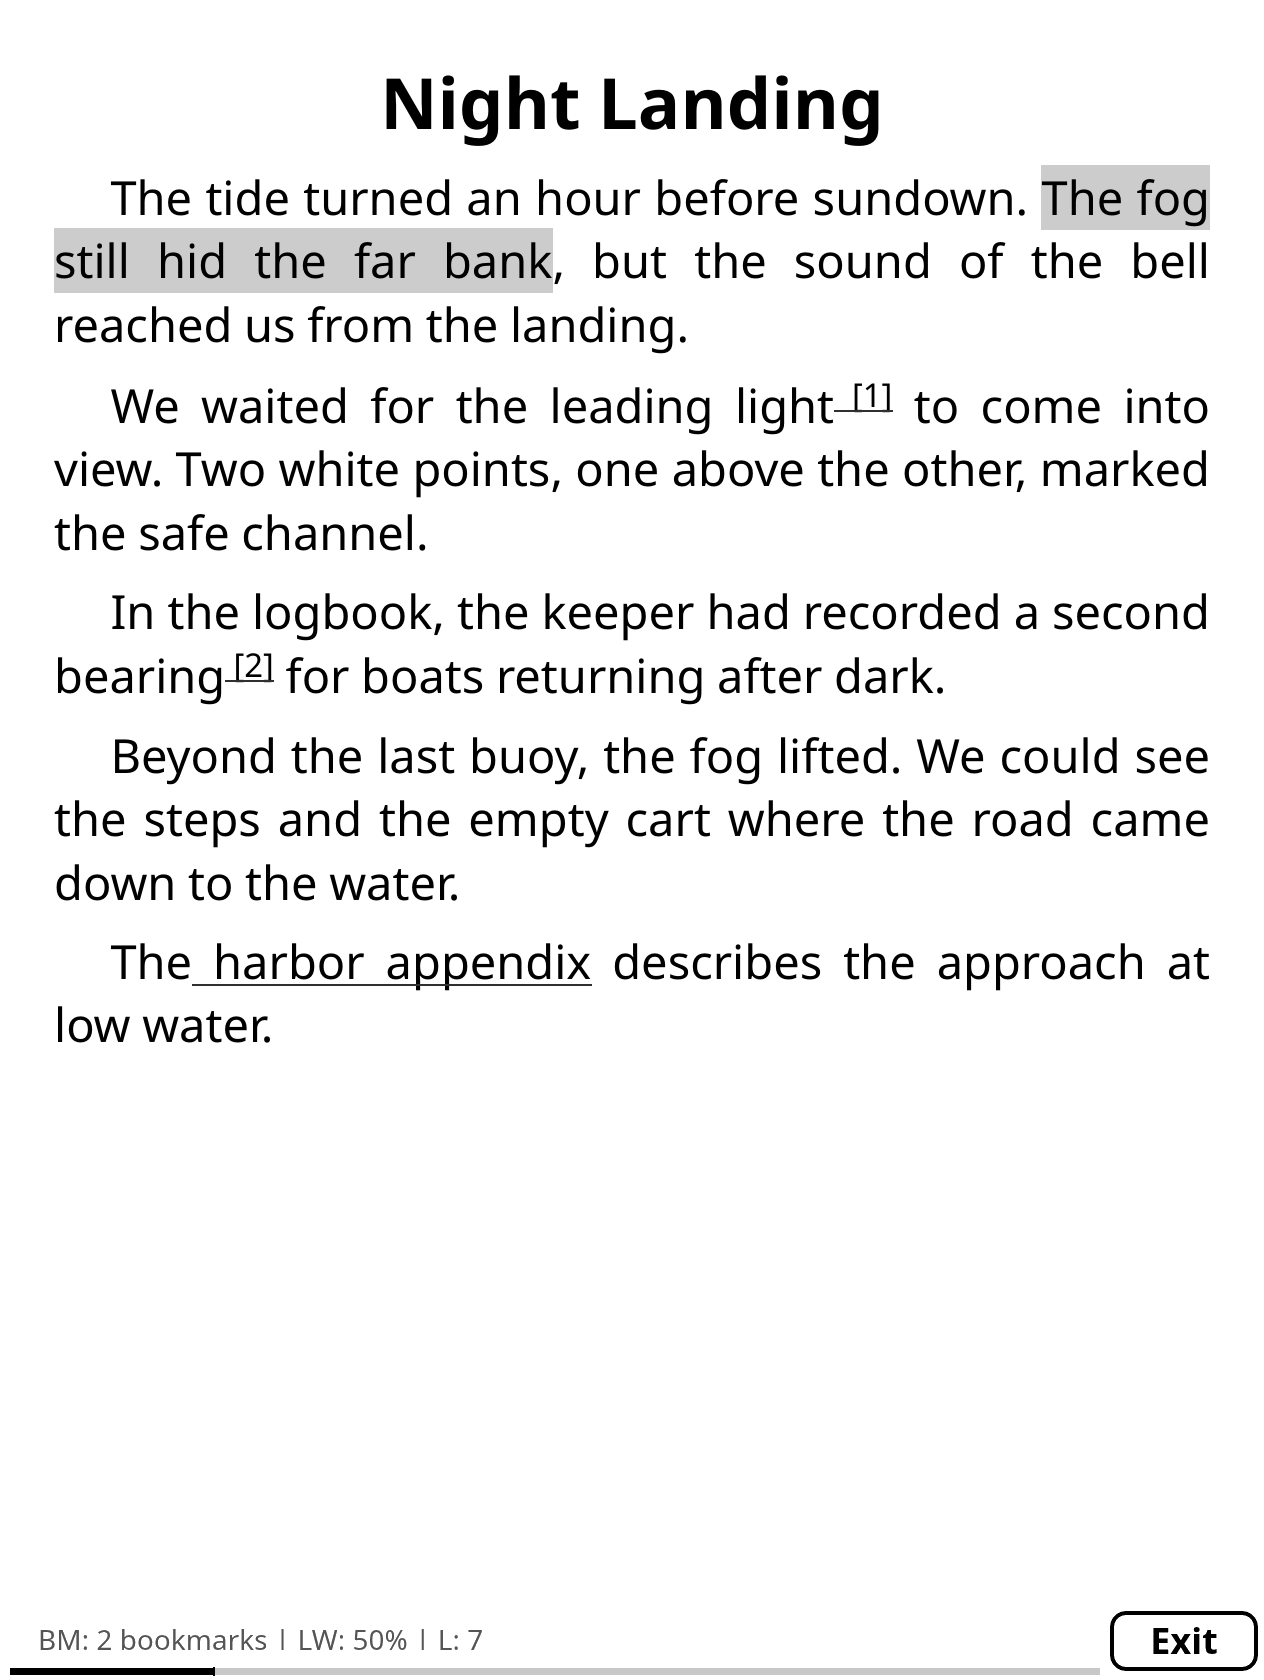 Night Landing
The tide turned an hour before sundown. The fog
still hid the far bank, but the sound of the bell
reached us from the landing.
We waited for the leading light [1] to come into
view. Two white points, one above the other, marked
the safe channel.
In the logbook, the keeper had recorded a second
bearing [2] for boats returning after dark.
Beyond the last buoy, the fog lifted. We could see
the steps and the empty cart where the road came
down to the water.
The harbor appendix describes the approach at
low water.
BM: 2 bookmarks | LW: 50% | L: 7
Exit